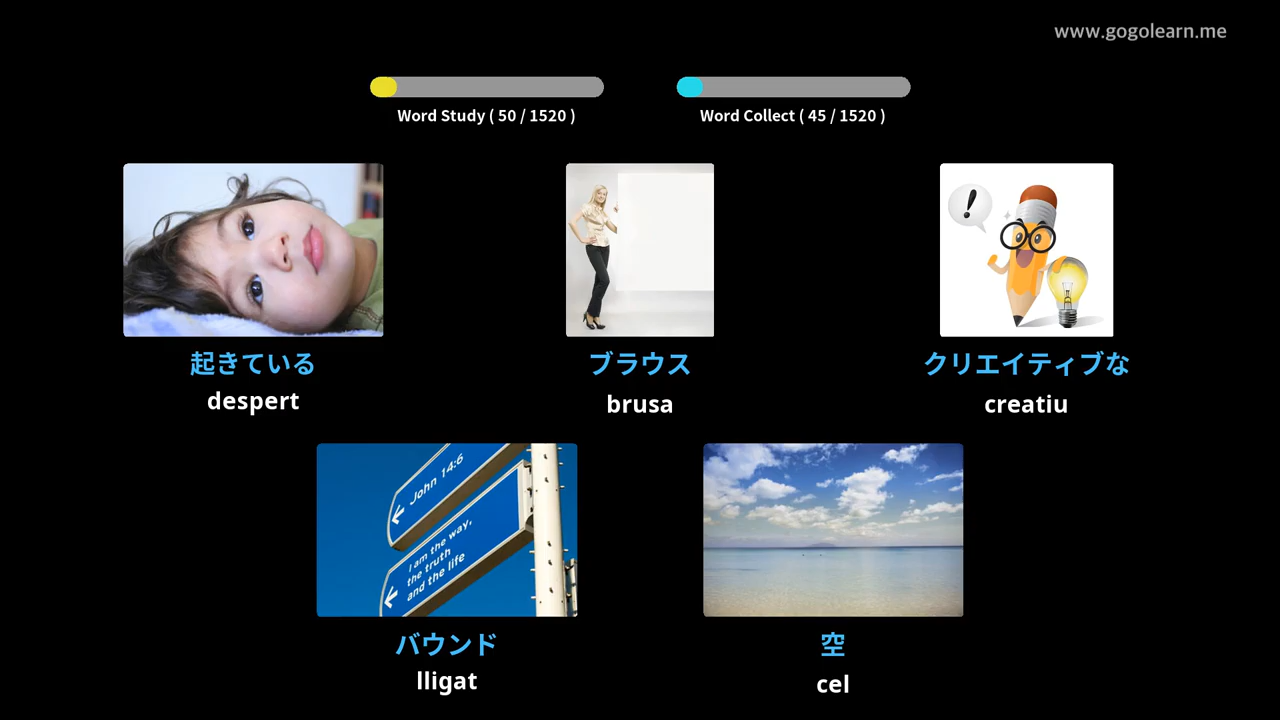 www.gogolearn.me
Word Study ( 50 / 1520 )
Word Collect ( 45 / 1520 )
!
起きている
despert
ブラウス
brusa
クリエイティブな
creatiu
John 14:6
I am the way,
the truth
and the life
バウンド
lligat
空
cel